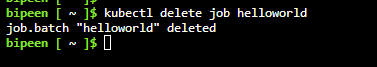 bipeen [ ~ ]$ kubectl delete job helloworld
job.batch "helloworld" deleted
bipeen [ ~ ]$